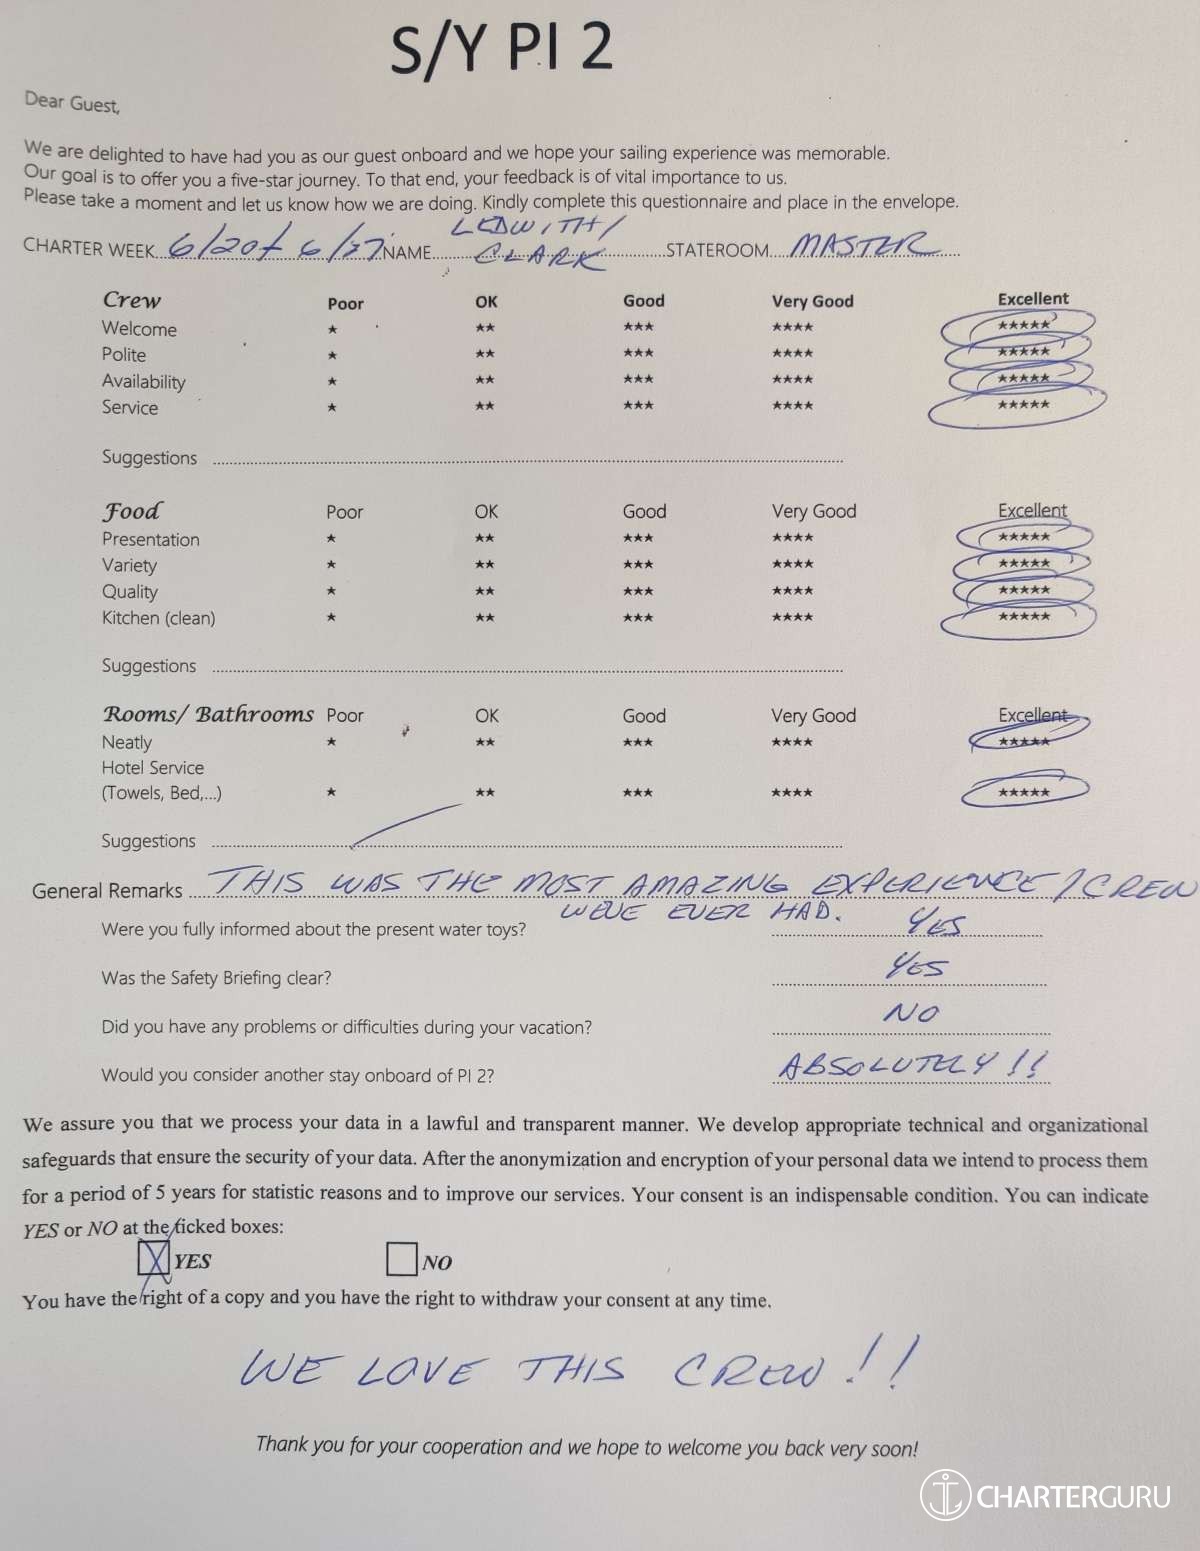 S/Y PI 2
Dear Guest,
We are delighted to have had you as our guest onboard and we hope your sailing experience was memorable.
Our goal is to offer you a five-star journey. To that end, your feedback is of vital importance to us.
Please take a moment and let us know how we are doing. Kindly complete this questionnaire and place in the envelope.
CHARTER WEEK 6/20 t 6/27 NAME LEDWITH/ CLARK STATEROOM MASTER
Crew Poor OK Good Very Good Excellent
Welcome ★ ★★ ★★★ ★★★★ ★★★★★
Polite ★ ★★ ★★★ ★★★★ ★★★★★
Availability ★ ★★ ★★★ ★★★★ ★★★★★
Service ★ ★★ ★★★ ★★★★ ★★★★★
Suggestions
Food Poor OK Good Very Good Excellent
Presentation ★ ★★ ★★★ ★★★★ ★★★★★
Variety ★ ★★ ★★★ ★★★★ ★★★★★
Quality ★ ★★ ★★★ ★★★★ ★★★★★
Kitchen (clean) ★ ★★ ★★★ ★★★★ ★★★★★
Suggestions
Rooms/ Bathrooms Poor OK Good Very Good Excellent
Neatly ★ ★★ ★★★ ★★★★ ★★★★★
Hotel Service
(Towels, Bed,...) ★ ★★ ★★★ ★★★★ ★★★★★
Suggestions
General Remarks THIS WAS THE MOST AMAZING EXPERIENCE/CREW
WEVE EVER HAD.
Were you fully informed about the present water toys? YES
Was the Safety Briefing clear? YES
Did you have any problems or difficulties during your vacation? NO
Would you consider another stay onboard of PI 2? ABSOLUTELY!!
We assure you that we process your data in a lawful and transparent manner. We develop appropriate technical and organizational
safeguards that ensure the security of your data. After the anonymization and encryption of your personal data we intend to process them
for a period of 5 years for statistic reasons and to improve our services. Your consent is an indispensable condition. You can indicate
YES or NO at the ticked boxes:
X YES NO
You have the right of a copy and you have the right to withdraw your consent at any time.
WE LOVE THIS CREW!!
Thank you for your cooperation and we hope to welcome you back very soon!
CHARTERGURU